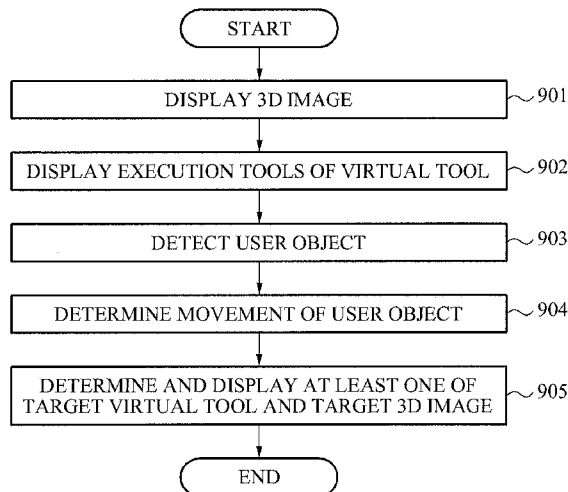 START
DISPLAY 3D IMAGE
901
DISPLAY EXECUTION TOOLS OF VIRTUAL TOOL
902
DETECT USER OBJECT
903
DETERMINE MOVEMENT OF USER OBJECT
904
DETERMINE AND DISPLAY AT LEAST ONE OF
TARGET VIRTUAL TOOL AND TARGET 3D IMAGE
905
END